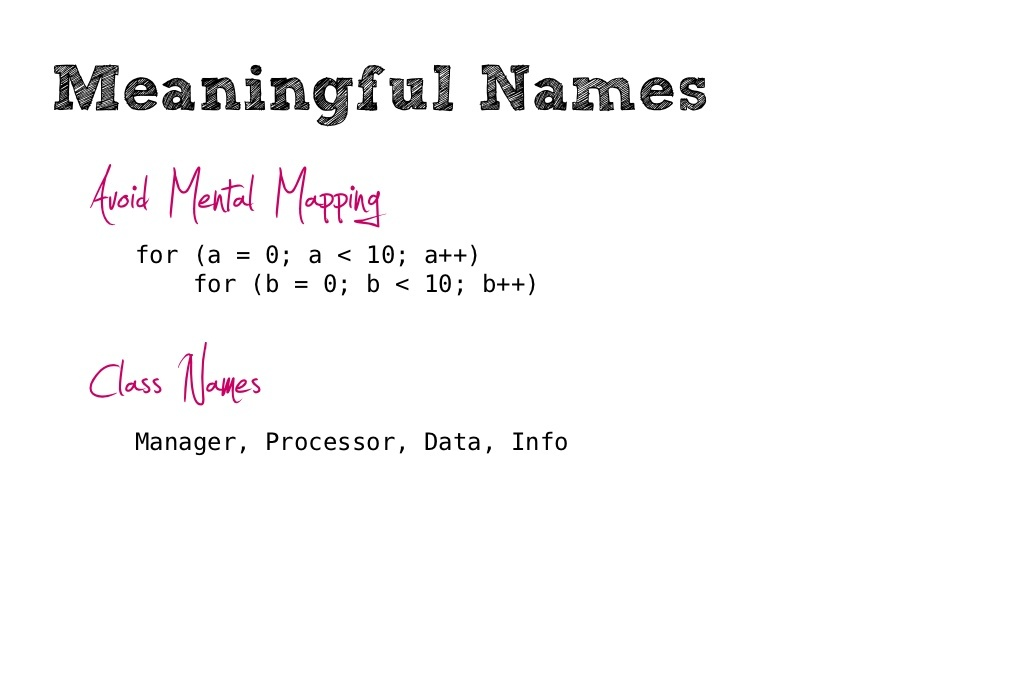 Meaningful Names
Avoid Mental Mapping
for (a = 0; a < 10; a++)
    for (b = 0; b < 10; b++)
Class Names
Manager, Processor, Data, Info